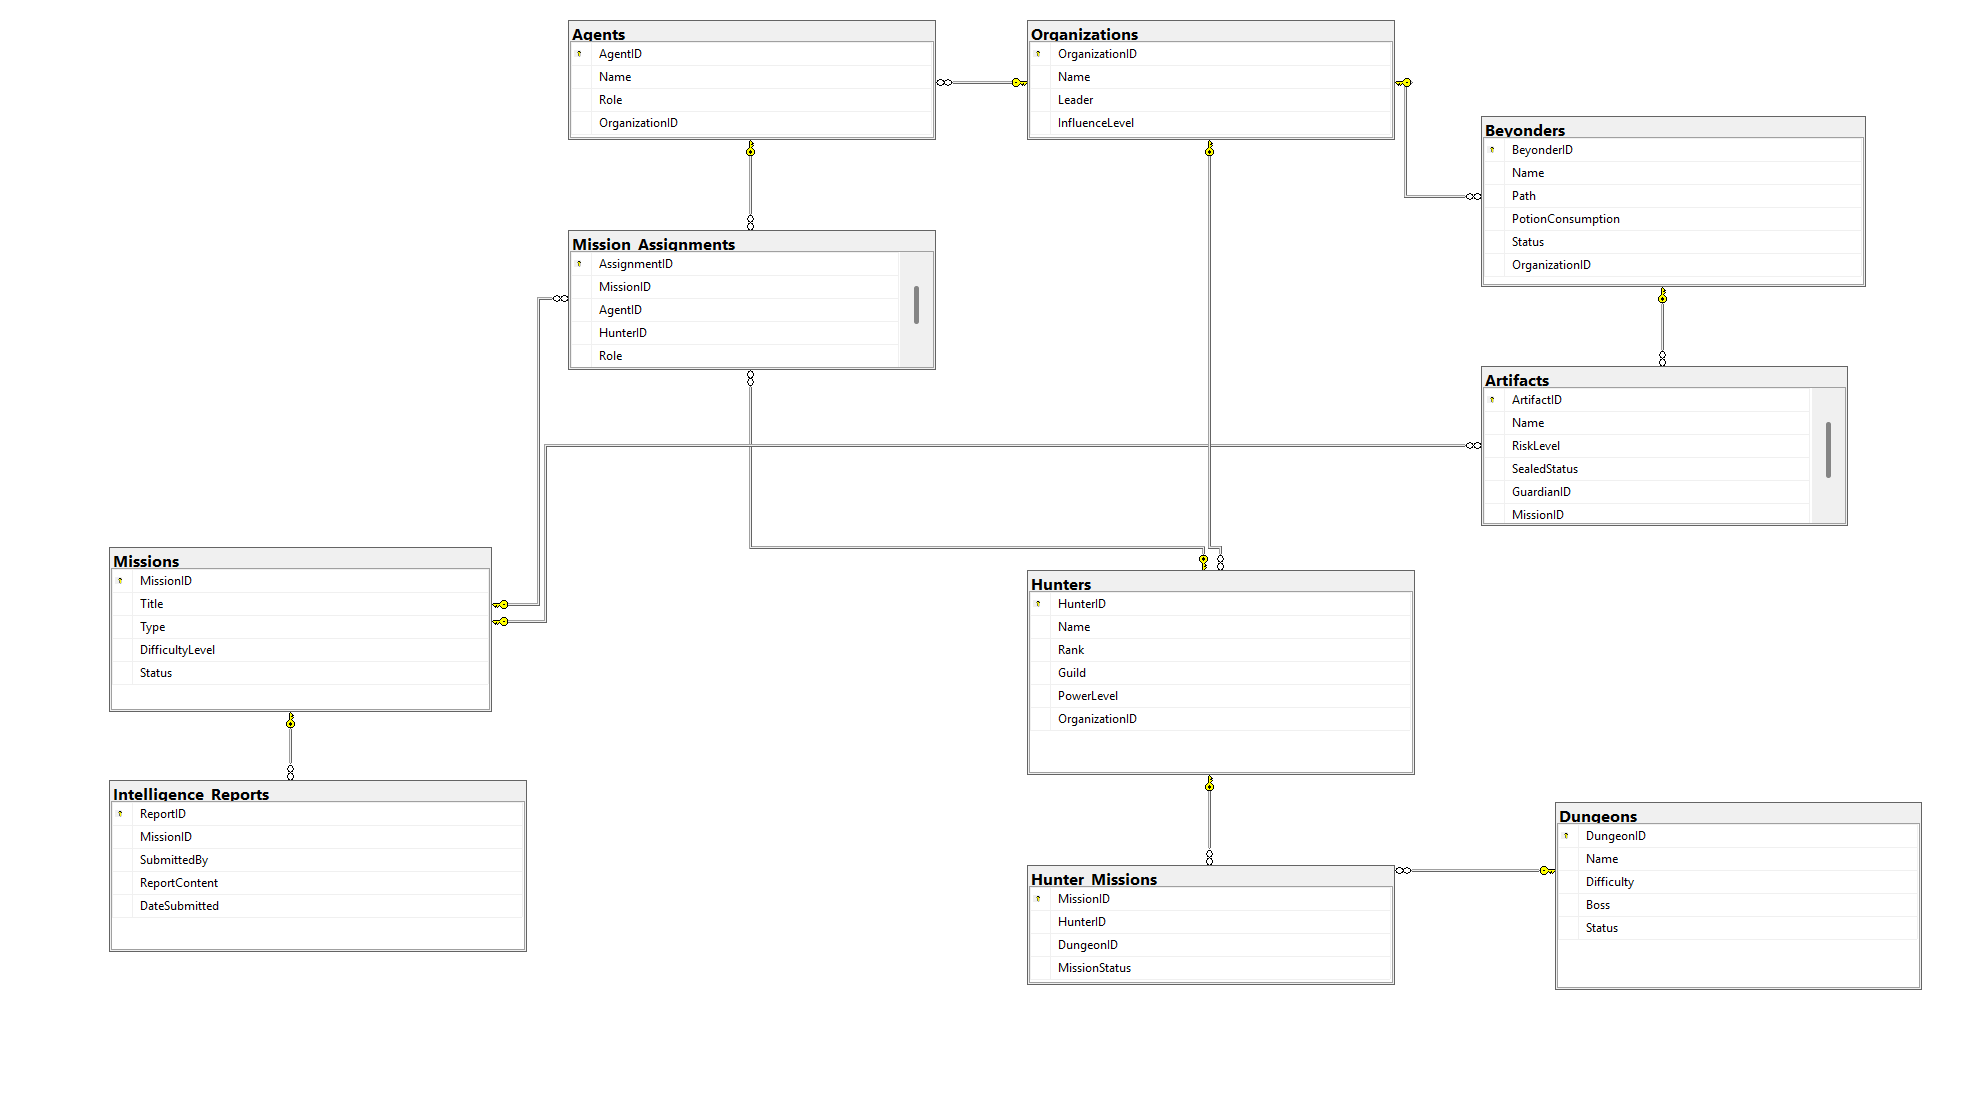 Agents
AgentID
Name
Role
OrganizationID
Organizations
OrganizationID
Name
Leader
InfluenceLevel
Beyonders
BeyonderID
Name
Path
PotionConsumption
Status
OrganizationID
Mission_Assignments
AssignmentID
MissionID
AgentID
HunterID
Role
Artifacts
ArtifactID
Name
RiskLevel
SealedStatus
GuardianID
MissionID
Missions
MissionID
Title
Type
DifficultyLevel
Status
Hunters
HunterID
Name
Rank
Guild
PowerLevel
OrganizationID
Intelligence_Reports
ReportID
MissionID
SubmittedBy
ReportContent
DateSubmitted
Hunter_Missions
MissionID
HunterID
DungeonID
MissionStatus
Dungeons
DungeonID
Name
Difficulty
Boss
Status